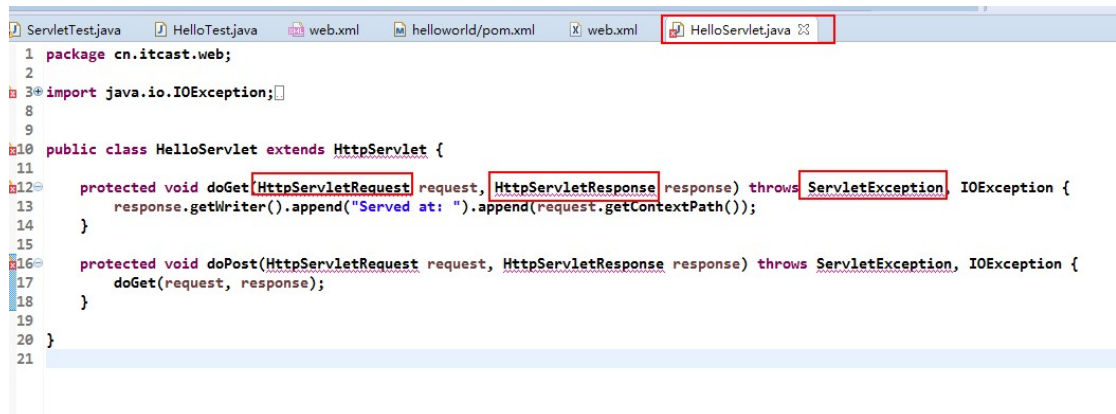 ServletTest.java HelloTest.java web.xml helloworld/pom.xml web.xml HelloServlet.java
1 package cn.itcast.web;
2
3 import java.io.IOException;
8
9
10 public class HelloServlet extends HttpServlet {
11
12 protected void doGet(HttpServletRequest request, HttpServletResponse response) throws ServletException, IOException {
13 response.getWriter().append("Served at: ").append(request.getContextPath());
14 }
15
16 protected void doPost(HttpServletRequest request, HttpServletResponse response) throws ServletException, IOException {
17 doGet(request, response);
18 }
19
20 }
21